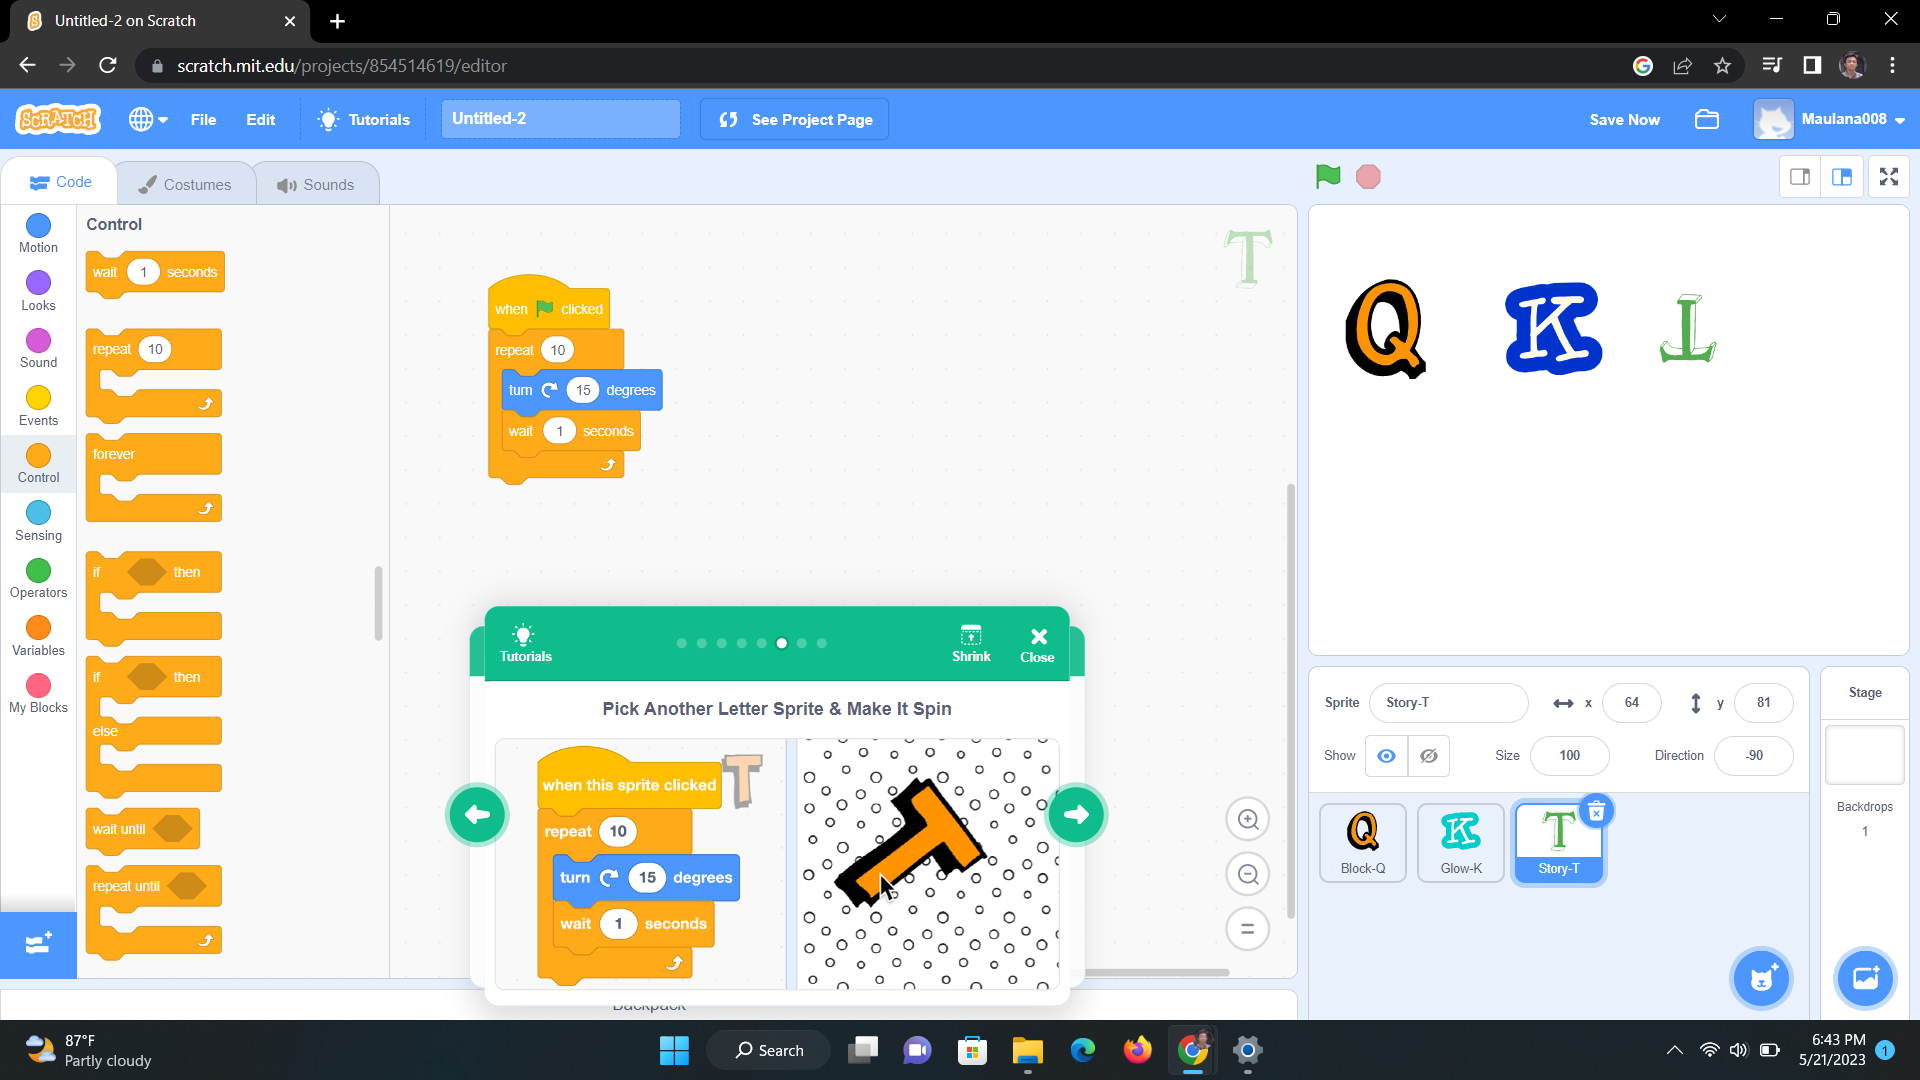 Untitled-2 on Scratch
scratch.mit.edu/projects/854514619/editor
SCRATCH
File
Edit
Tutorials
Untitled-2
See Project Page
Save Now
Maulana008
Code
Costumes
Sounds
Motion
Looks
Sound
Events
Control
Sensing
Operators
Variables
My Blocks
Control
wait 1 seconds
repeat 10
forever
if then
if then
else
wait until
repeat until
when clicked
repeat 10
turn 15 degrees
wait 1 seconds
T
Tutorials
Shrink
Close
Pick Another Letter Sprite & Make It Spin
when this sprite clicked
T
repeat 10
turn 15 degrees
wait 1 seconds
T
Backpack
Q K T
Sprite Story-T x 64 y 81
Show Size 100 Direction -90
Q K T
Block-Q Glow-K Story-T
Stage
Backdrops
1
87°F
Partly cloudy
Search
6:43 PM
5/21/2023
1